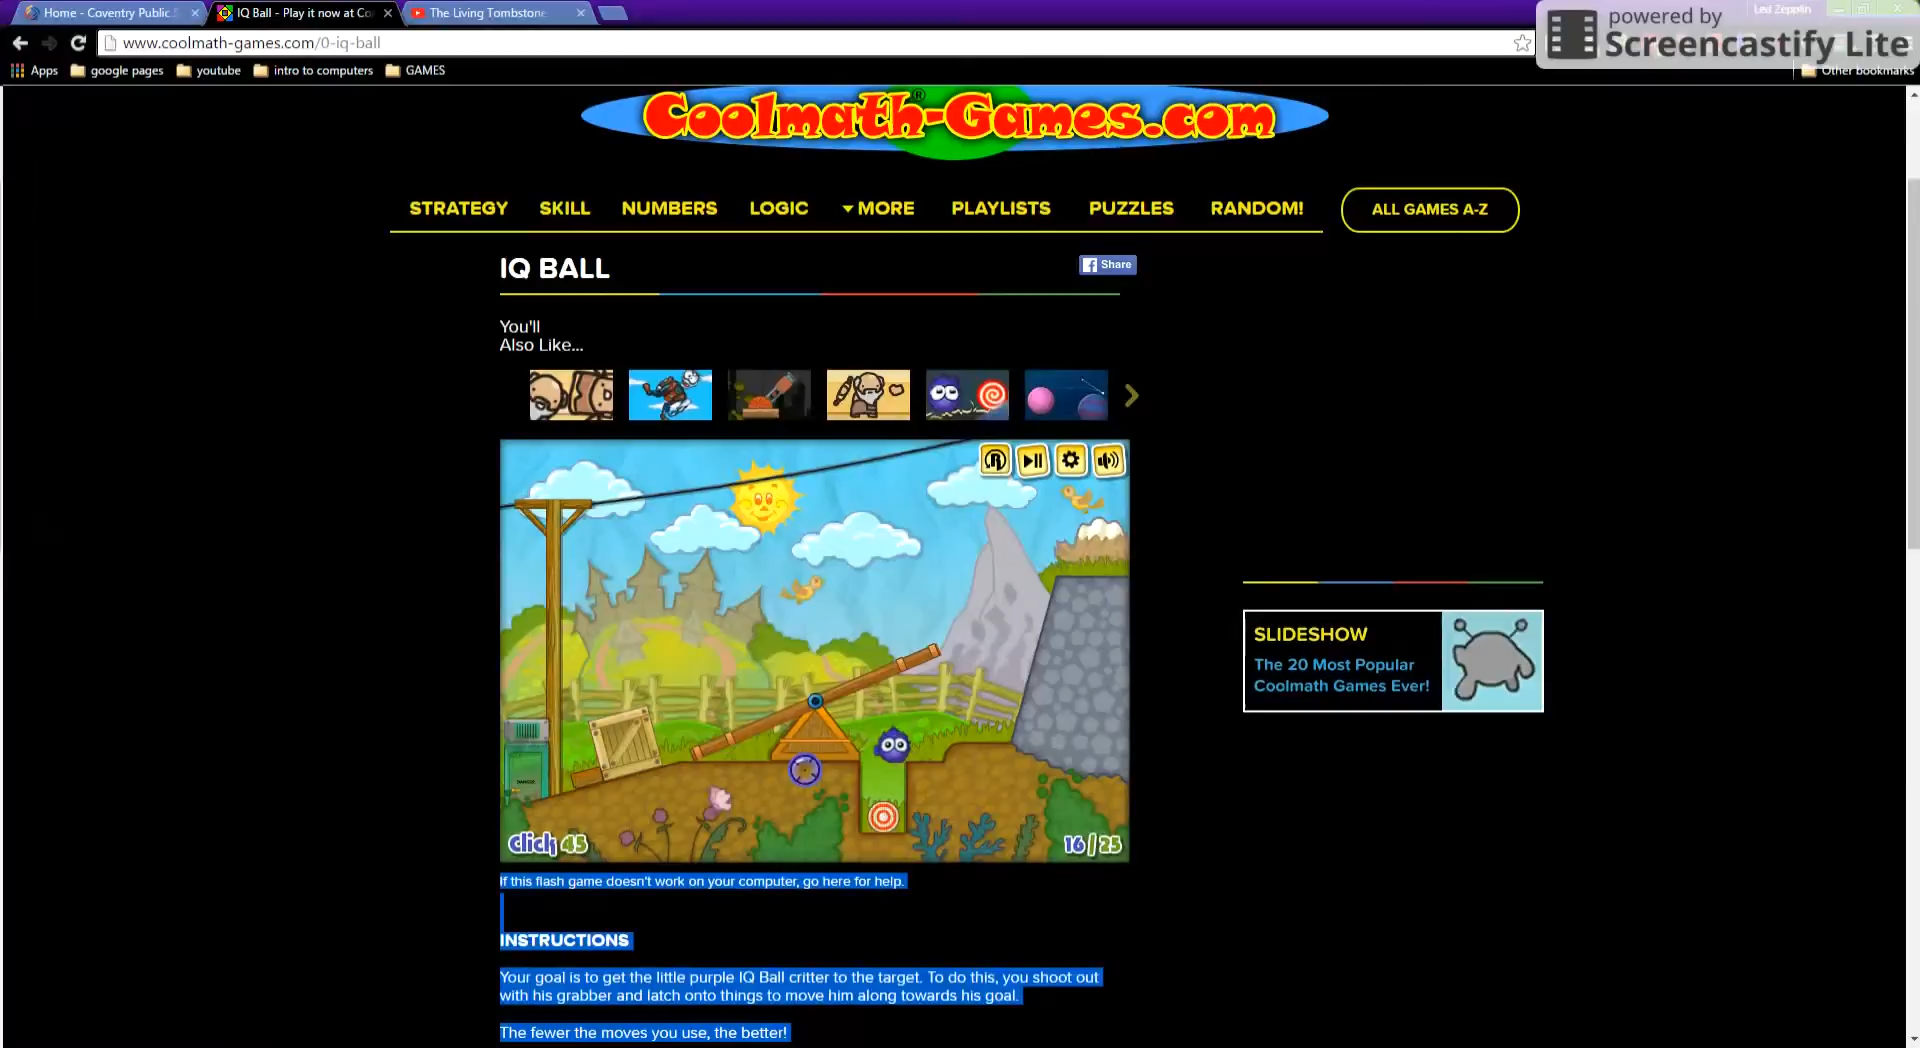 Home - Coventry Public
IQ Ball - Play it now at Co
The Living Tombstone
Led Zepplin
powered by
Screencastify Lite
www.coolmath-games.com/0-iq-ball
Apps
google pages
youtube
intro to computers
GAMES
Other bookmarks
Coolmath-Games.com®
STRATEGY
SKILL
NUMBERS
LOGIC
MORE
PLAYLISTS
PUZZLES
RANDOM!
ALL GAMES A-Z
IQ BALL
Share
You'll
Also Like...
SLIDESHOW
The 20 Most Popular
Coolmath Games Ever!
DANGER
Click 45
16/25
If this flash game doesn't work on your computer, go here for help.
INSTRUCTIONS
Your goal is to get the little purple IQ Ball critter to the target. To do this, you shoot out
with his grabber and latch onto things to move him along towards his goal.
The fewer the moves you use, the better!